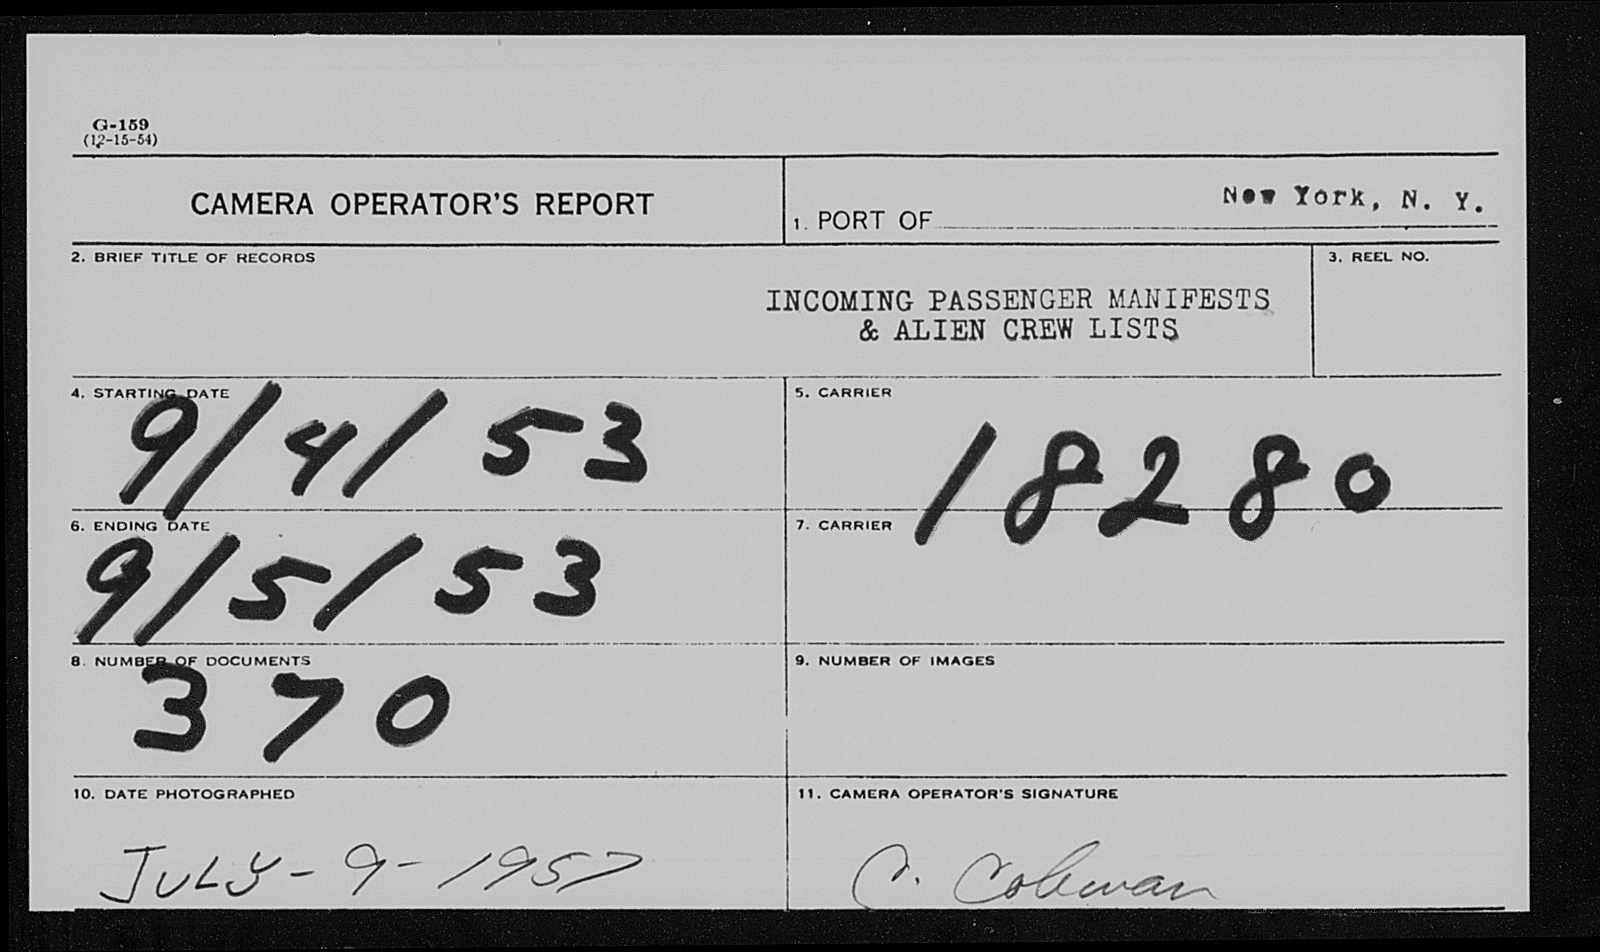 G-159
(12-15-54)
CAMERA OPERATOR'S REPORT
1. PORT OF New York, N. Y.
2. BRIEF TITLE OF RECORDS
INCOMING PASSENGER MANIFESTS
& ALIEN CREW LISTS
3. REEL NO.
4. STARTING DATE
9/4/53
5. CARRIER
18280
6. ENDING DATE
9/5/53
7. CARRIER
8. NUMBER OF DOCUMENTS
370
9. NUMBER OF IMAGES
10. DATE PHOTOGRAPHED
JULY-9-1957
11. CAMERA OPERATOR'S SIGNATURE
C. Coleman